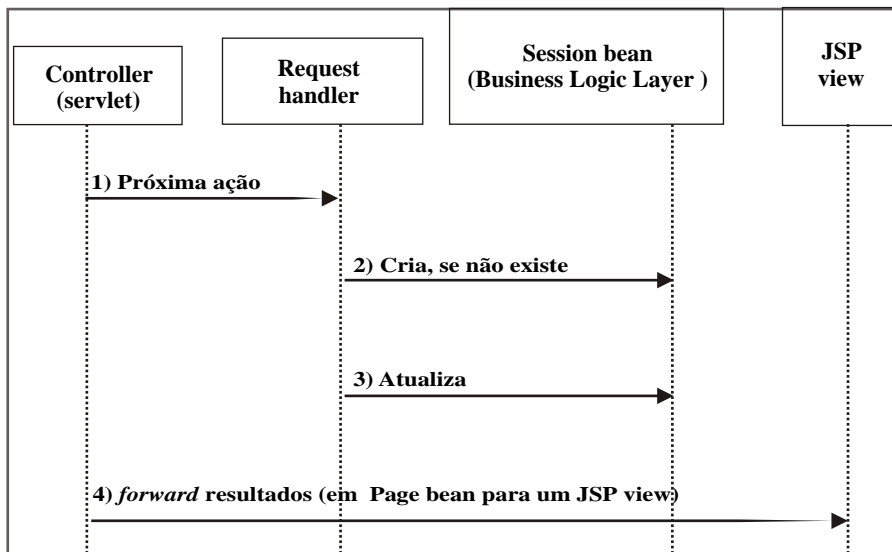 Controller
(servlet)
Request
handler
Session bean
(Business Logic Layer )
JSP
view
1) Próxima ação
2) Cria, se não existe
3) Atualiza
4) forward resultados (em Page bean para um JSP view)